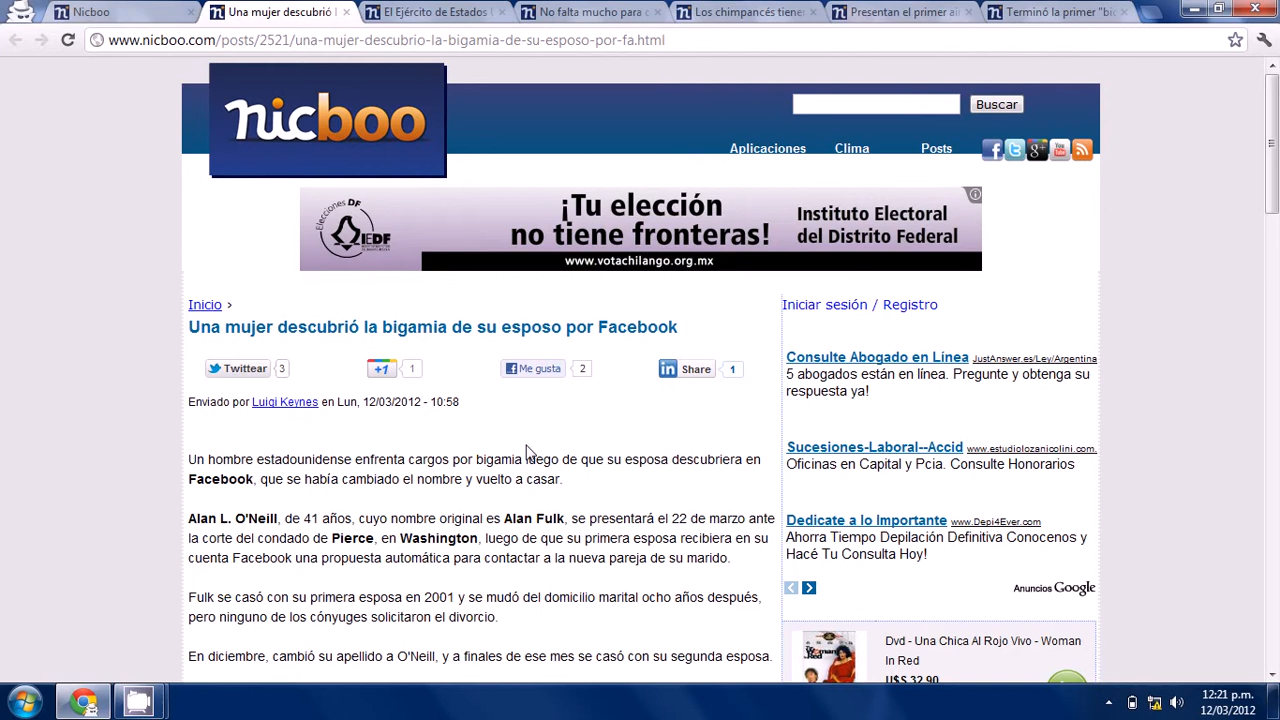 Nicboo
Una mujer descubrió l
El Ejército de Estados U
No falta mucho para c
Los chimpancés tiener
Presentan el primer
Terminó la primer "bic
www.nicboo.com/posts/2521/una-mujer-descubrio-la-bigamia-de-su-esposo-por-fa.html
nicboo
Buscar
Aplicaciones Clima Posts
Elecciones DF
IEDF
¡Tu elección
no tiene fronteras!
www.votachilango.org.mx
Instituto Electoral
del Distrito Federal
Inicio ›
Una mujer descubrió la bigamia de su esposo por Facebook
Twittear 3 +1 1 Me gusta 2 Share 1
Enviado por Luigi Keynes en Lun, 12/03/2012 - 10:58
Un hombre estadounidense enfrenta cargos por bigamia luego de que su esposa descubriera en
Facebook, que se había cambiado el nombre y vuelto a casar.
Alan L. O'Neill, de 41 años, cuyo nombre original es Alan Fulk, se presentará el 22 de marzo ante
la corte del condado de Pierce, en Washington, luego de que su primera esposa recibiera en su
cuenta Facebook una propuesta automática para contactar a la nueva pareja de su marido.
Fulk se casó con su primera esposa en 2001 y se mudó del domicilio marital ocho años después,
pero ninguno de los cónyuges solicitaron el divorcio.
En diciembre, cambió su apellido a O'Neill, y a finales de ese mes se casó con su segunda esposa.
Iniciar sesión / Registro
Consulte Abogado en Línea JustAnswer.es/Ley/Argentina
5 abogados están en línea. Pregunte y obtenga su
respuesta ya!
Sucesiones-Laboral--Accid www.estudiolozanicolini.com.
Oficinas en Capital y Pcia. Consulte Honorarios
Dedicate a lo Importante www.Depi4Ever.com
Ahorra Tiempo Depilación Definitiva Conocenos y
Hacé Tu Consulta Hoy!
Anuncios Google
Dvd - Una Chica Al Rojo Vivo - Woman
In Red
U$S 32,90
12:21 p.m.
12/03/2012